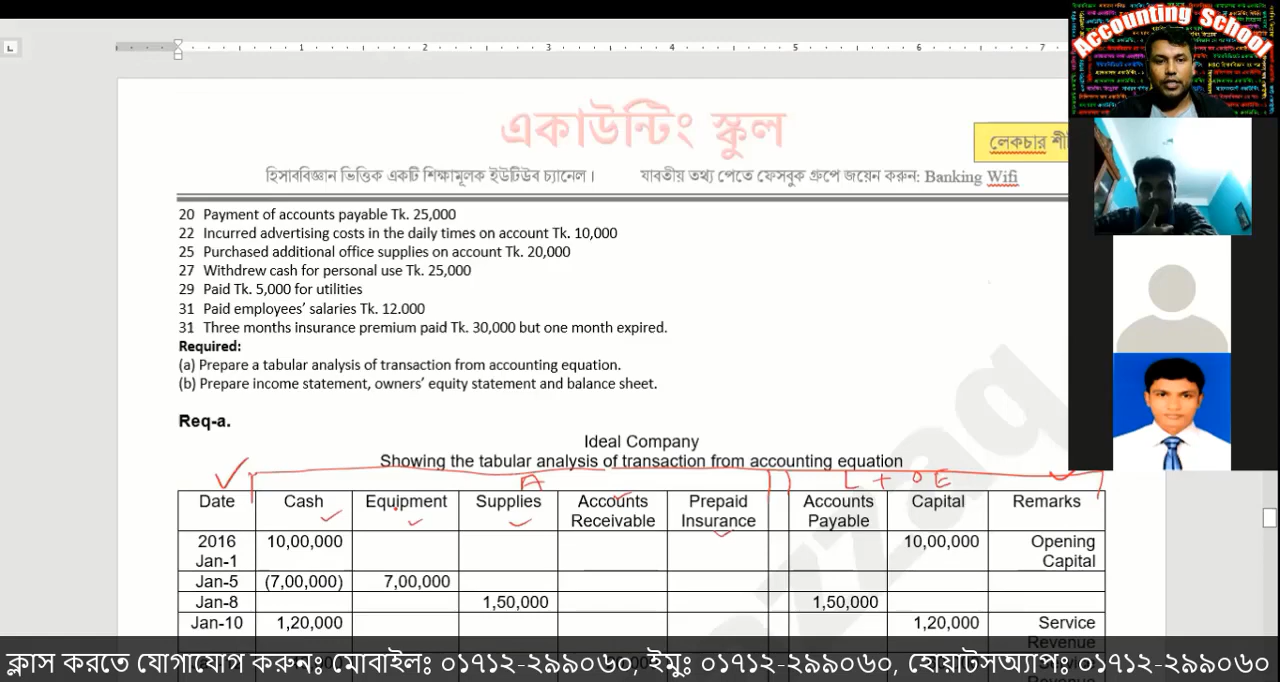 Accounting School
1 2 3 4 5 6 7
একাউন্টিং স্কুল
লেকচার শী
হিসাববিজ্ঞান ভিত্তিক একটি শিক্ষামূলক ইউটিউব চ্যানেল। যাবতীয় তথ্য পেতে ফেসবুক গ্রুপে জয়েন করুন: Banking Wifi
20 Payment of accounts payable Tk. 25,000
22 Incurred advertising costs in the daily times on account Tk. 10,000
25 Purchased additional office supplies on account Tk. 20,000
27 Withdrew cash for personal use Tk. 25,000
29 Paid Tk. 5,000 for utilities
31 Paid employees’ salaries Tk. 12.000
31 Three months insurance premium paid Tk. 30,000 but one month expired.
Required:
(a) Prepare a tabular analysis of transaction from accounting equation.
(b) Prepare income statement, owners’ equity statement and balance sheet.
Req-a.
Ideal Company
Showing the tabular analysis of transaction from accounting equation
A L + OE
Date Cash Equipment Supplies Accounts Receivable Prepaid Insurance Accounts Payable Capital Remarks
2016 Jan-1 10,00,000 10,00,000 Opening Capital
Jan-5 (7,00,000) 7,00,000
Jan-8 1,50,000 1,50,000
Jan-10 1,20,000 1,20,000 Service Revenue
ক্লাস করতে যোগাযোগ করুনঃ মোবাইলঃ ০১৭১২-২৯৯০৬০, ইমুঃ ০১৭১২-২৯৯০৬০, হোয়াটসঅ্যাপঃ ০১৭১২-২৯৯০৬০